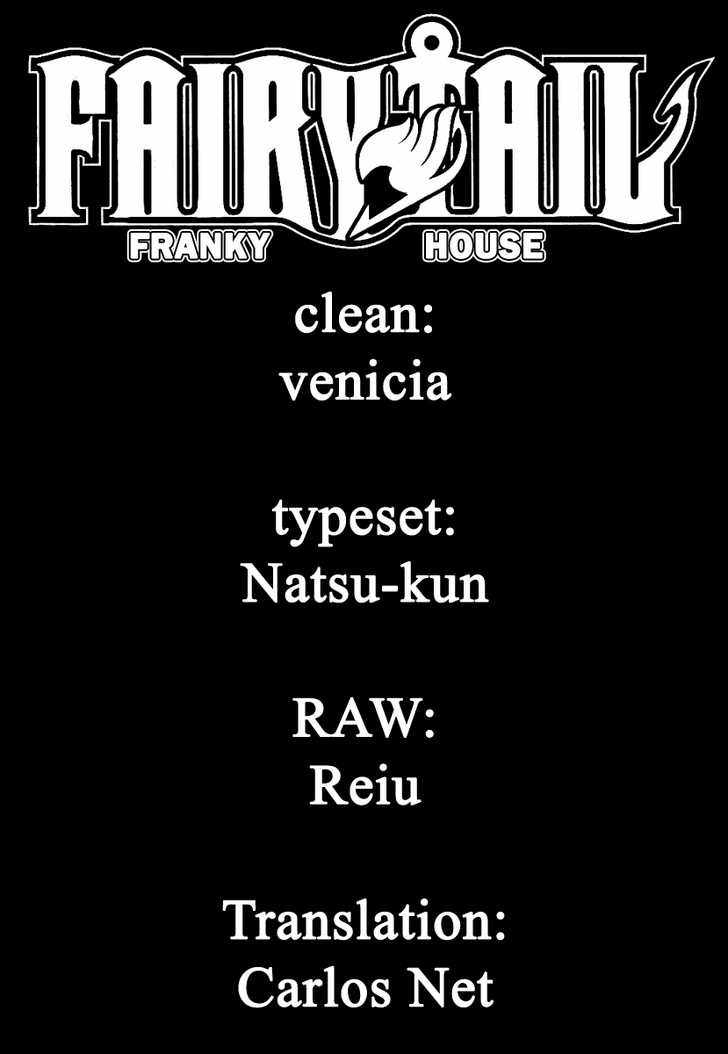 FAIRY TAIL
FRANKY HOUSE
clean:
venicia
typeset:
Natsu-kun
RAW:
Reiu
Translation:
Carlos Net